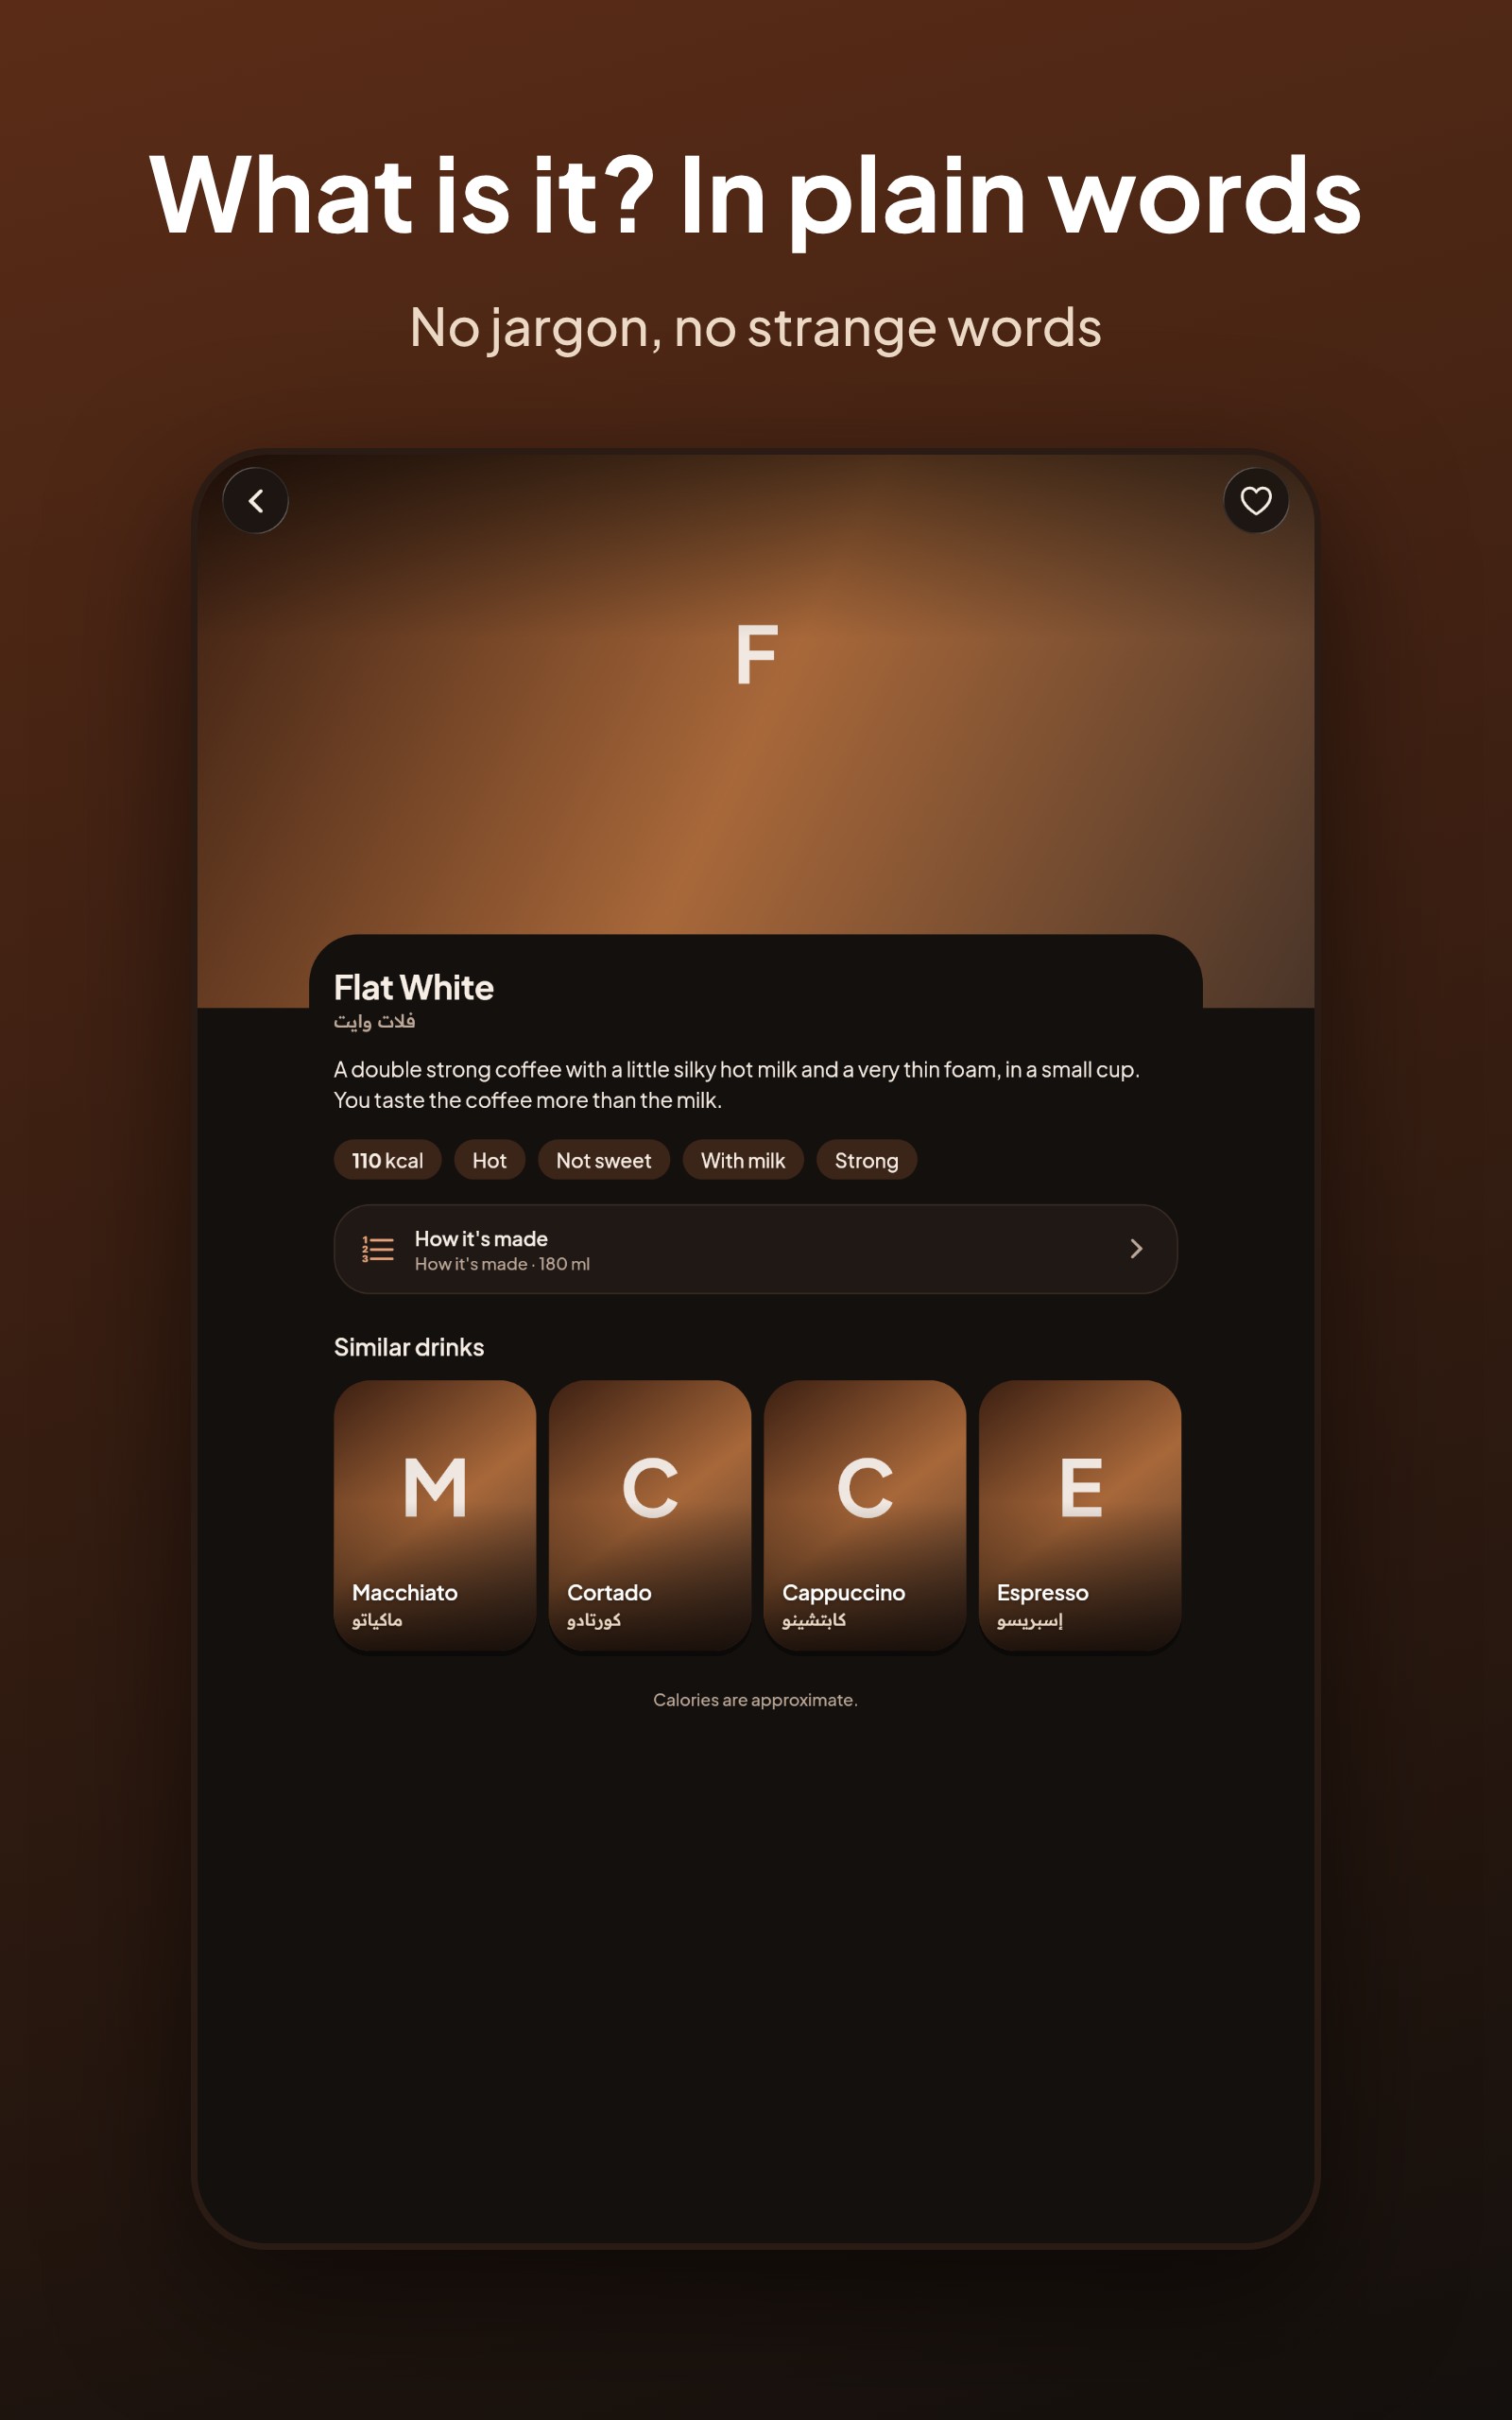 What is it? In plain words
No jargon, no strange words
F
Flat White
فلات وايت
A double strong coffee with a little silky hot milk and a very thin foam, in a small cup.
You taste the coffee more than the milk.
110 kcal Hot Not sweet With milk Strong
1
2
3
How it's made
How it's made · 180 ml
Similar drinks
M C C E
Macchiato Cortado Cappuccino Espresso
ماكياتو كورتادو كابتشينو إسبريسو
Calories are approximate.